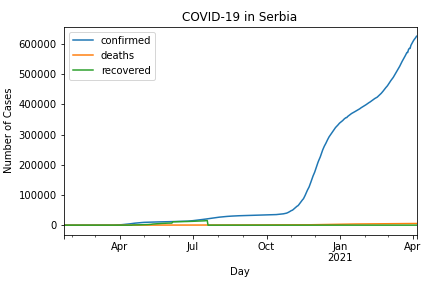 COVID-19 in Serbia
confirmed
deaths
recovered
Number of Cases
600000
500000
400000
300000
200000
100000
0
Apr
Jul
Oct
Jan
2021
Apr
Day